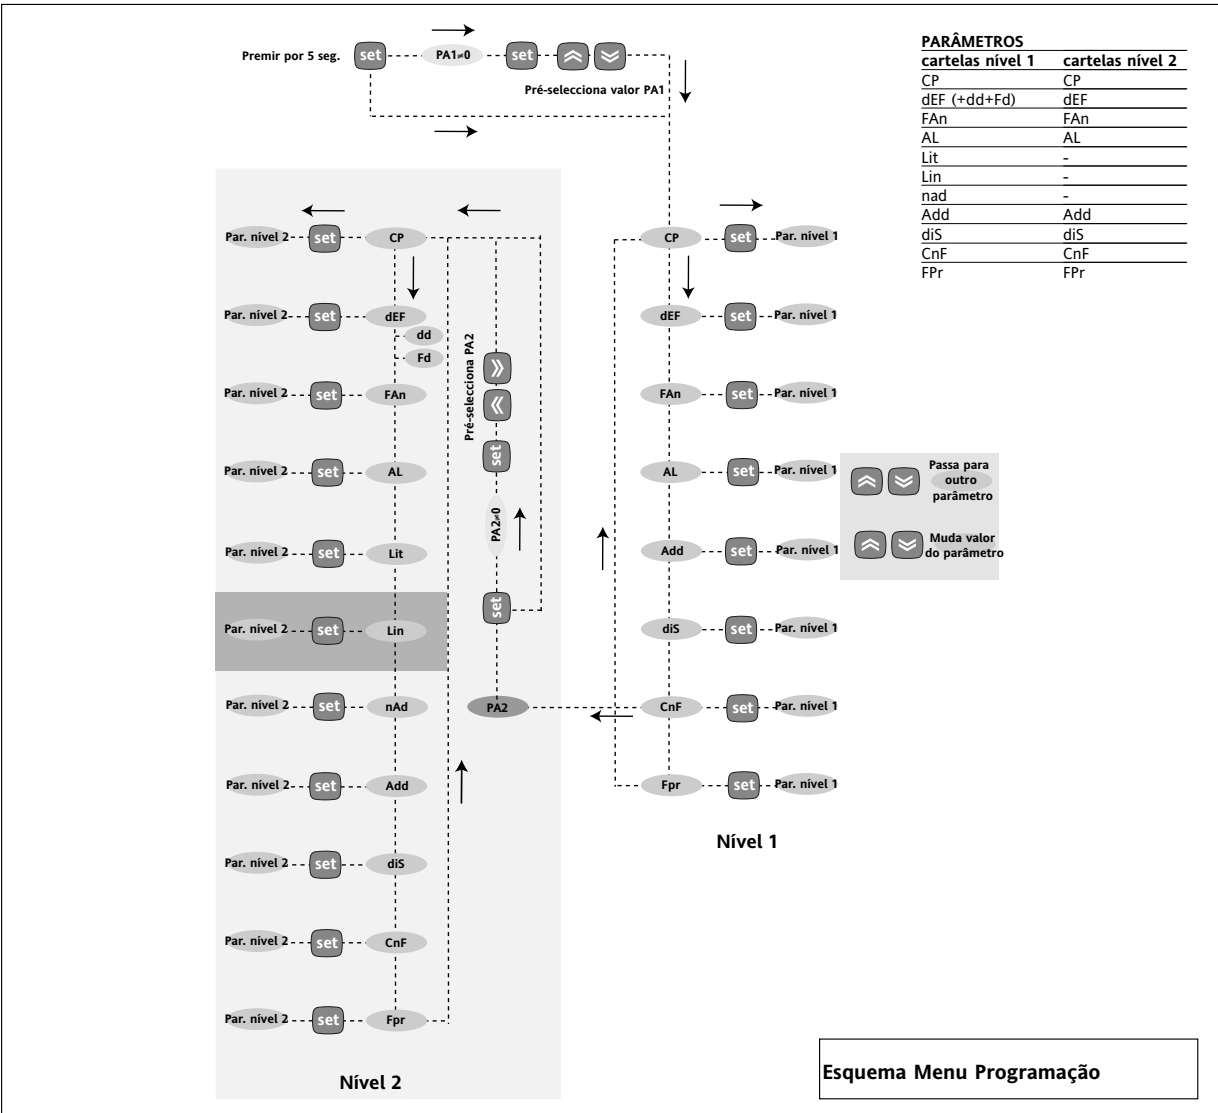 Premir por 5 seg.
set
PA1≠0
set
Pré-selecciona valor PA1
PARÂMETROS
cartelas nível 1 cartelas nível 2
CP CP
dEF (+dd+Fd) dEF
FAn FAn
AL AL
Lit -
Lin -
nad -
Add Add
diS diS
CnF CnF
FPr FPr
Par. nível 2 set CP
Par. nível 2 set dEF
dd
Fd
Par. nível 2 set FAn
Par. nível 2 set AL
Par. nível 2 set Lit
Par. nível 2 set Lin
Par. nível 2 set nAd
Par. nível 2 set Add
Par. nível 2 set diS
Par. nível 2 set CnF
Par. nível 2 set Fpr
Nível 2
Pré-selecciona PA2
set
PA2≠0
set
PA2
CP set Par. nível 1
dEF set Par. nível 1
FAn set Par. nível 1
AL set Par. nível 1
Add set Par. nível 1
diS set Par. nível 1
CnF set Par. nível 1
Fpr set Par. nível 1
Nível 1
Passa para
outro
parâmetro
Muda valor
do parâmetro
Esquema Menu Programação